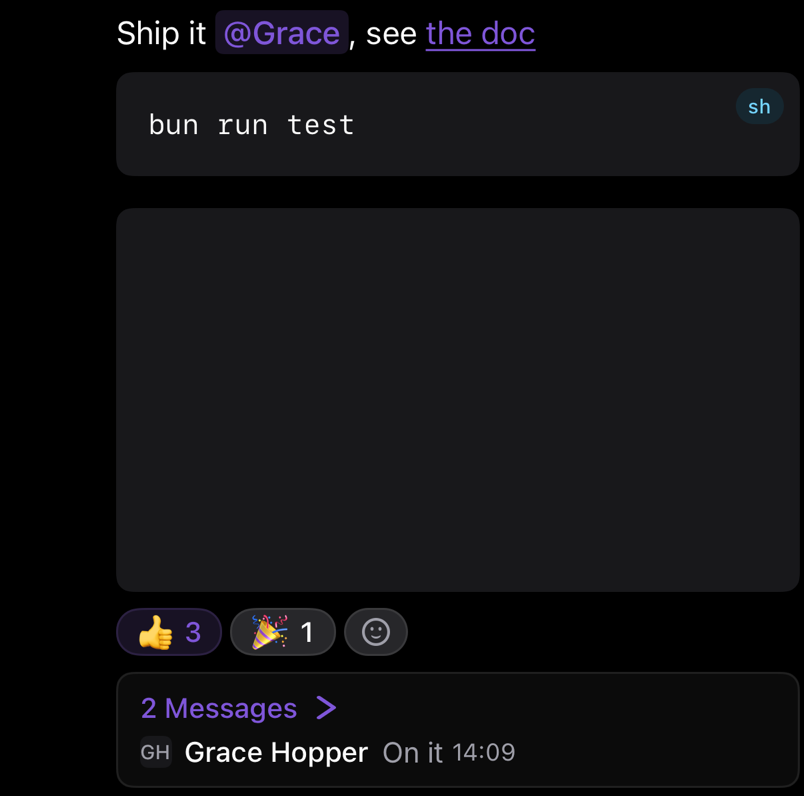 Ship it @Grace, see the doc
sh
bun run test
👍 3 🎉 1
2 Messages >
GH Grace Hopper On it 14:09